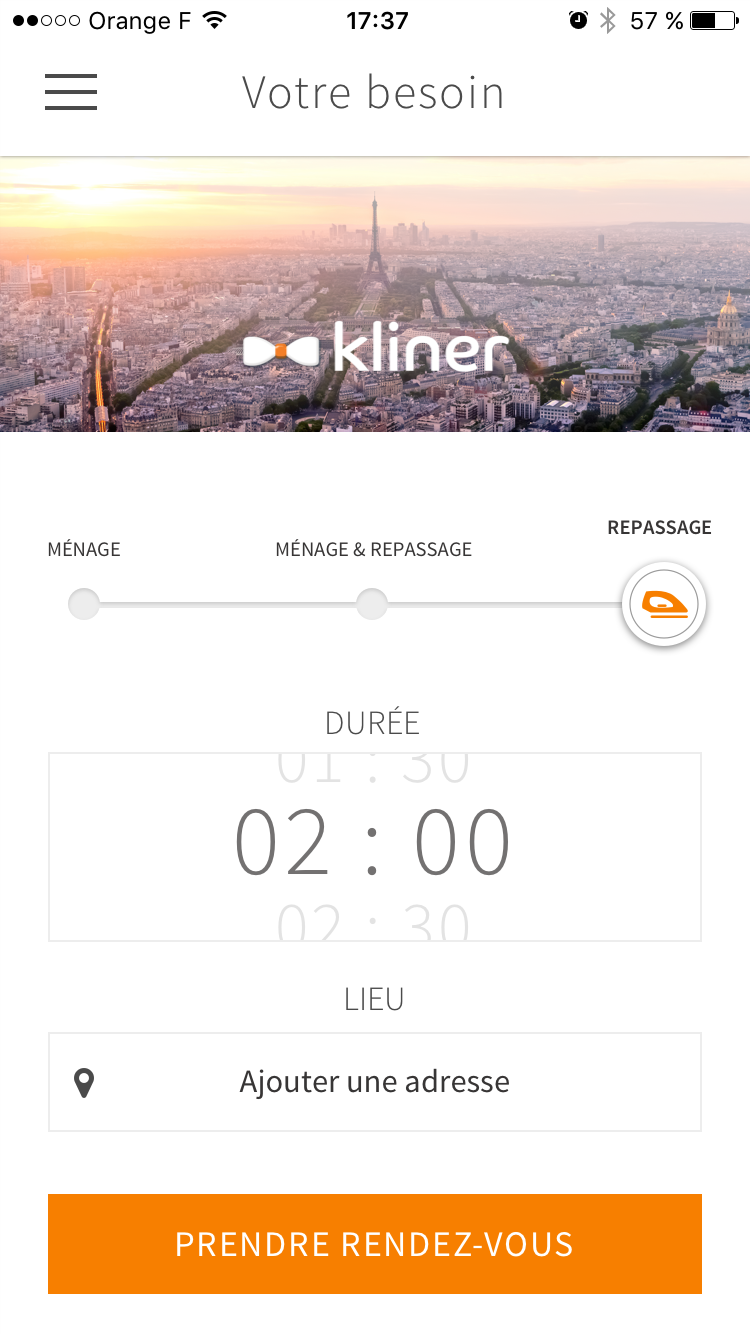 Orange F 17:37 57 %
Votre besoin
kliner
REPASSAGE
MÉNAGE MÉNAGE & REPASSAGE
DURÉE
01 : 30
02 : 00
02 : 30
LIEU
Ajouter une adresse
PRENDRE RENDEZ-VOUS